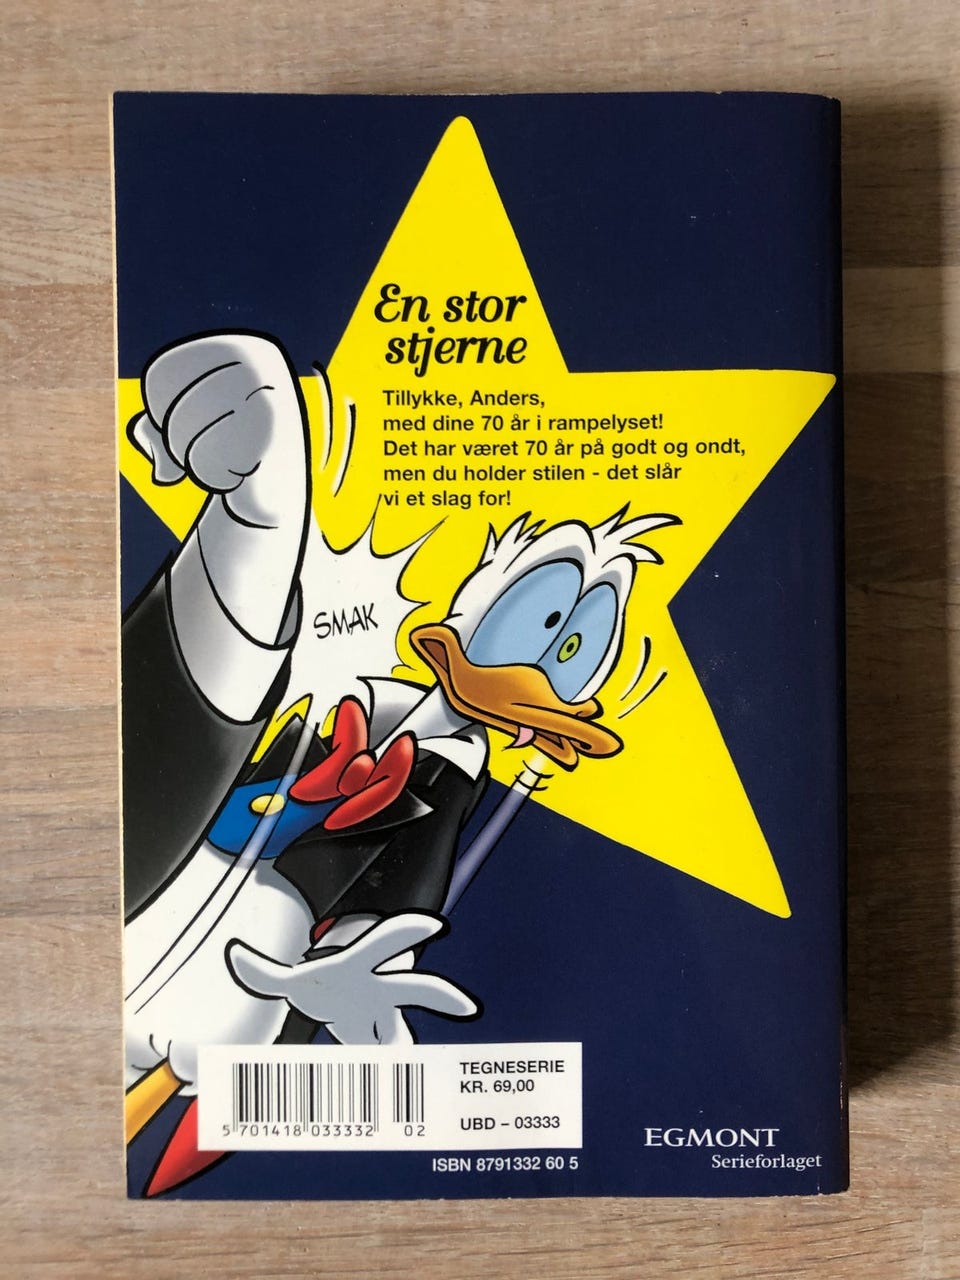 En stor
stjerne
Tillykke, Anders,
med dine 70 år i rampelyset!
Det har været 70 år på godt og ondt,
men du holder stilen - det slår
vi et slag for!
SMAK
TEGNESERIE
KR. 69,00
UBD – 03333
5 701418 033332 02
ISBN 8791332 60 5
EGMONT
Serieforlaget